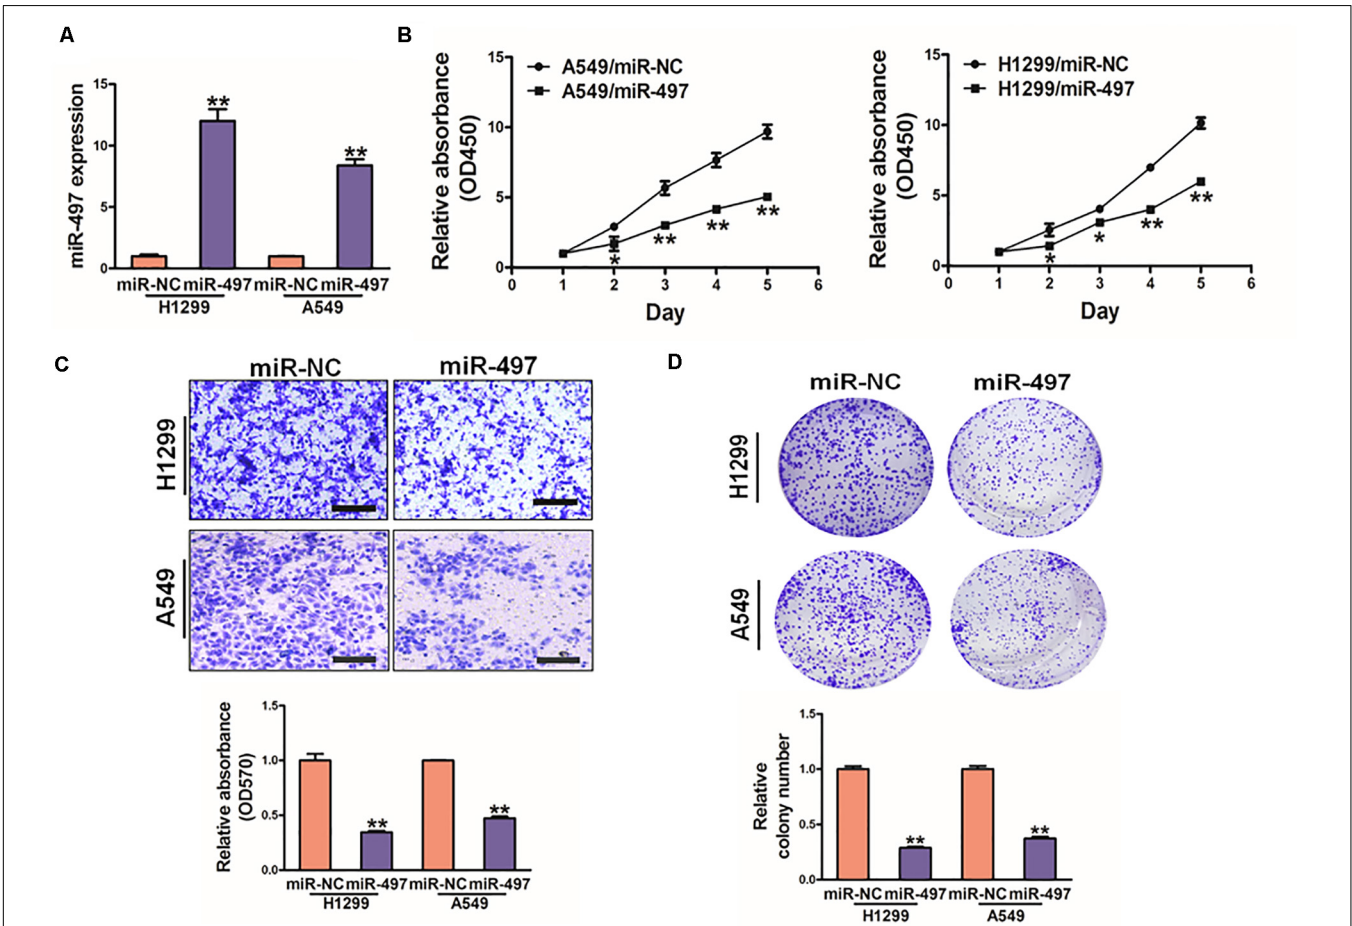 A
miR-497 expression
15
10
5
0
**
**
miR-NC miR-497 miR-NC miR-497
H1299 A549
B
Relative absorbance
(OD450)
15
10
5
0
A549/miR-NC
A549/miR-497
*
**
**
**
0 1 2 3 4 5 6
Day
Relative absorbance
(OD450)
15
10
5
0
H1299/miR-NC
H1299/miR-497
*
*
**
**
0 1 2 3 4 5 6
Day
C
miR-NC miR-497
H1299
A549
Relative absorbance
(OD570)
1.5
1.0
0.5
0.0
**
**
miR-NC miR-497 miR-NC miR-497
H1299 A549
D
miR-NC miR-497
H1299
A549
Relative
colony number
1.5
1.0
0.5
0.0
**
**
miR-NC miR-497 miR-NC miR-497
H1299 A549